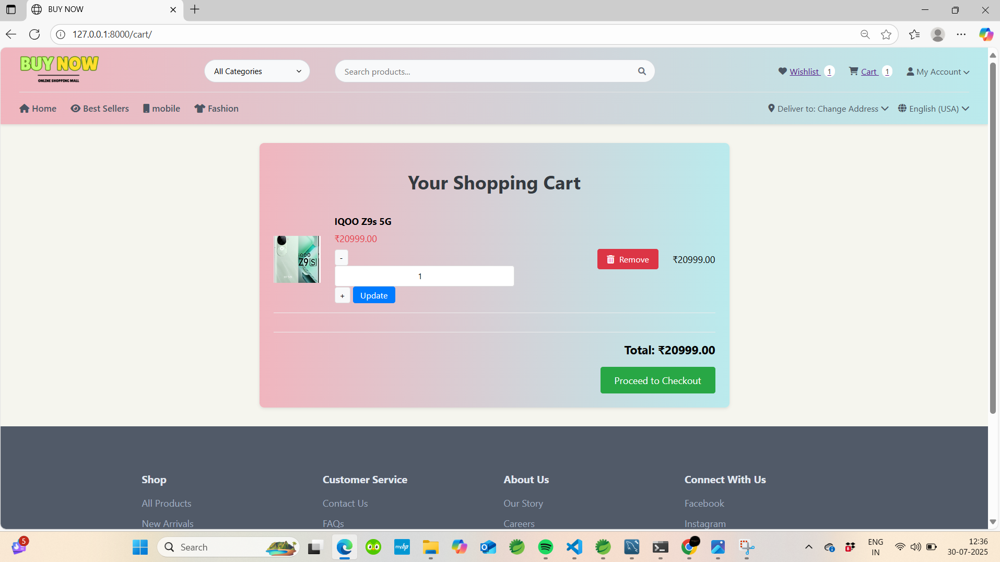 BUY NOW
127.0.0.1:8000/cart/
BUY NOW
ONLINE SHOPPING MALL
All Categories
Search products...
Wishlist 1
Cart 1
My Account
Home
Best Sellers
mobile
Fashion
Deliver to: Change Address
English (USA)
Your Shopping Cart
IQOO Z9s 5G
₹20999.00
iQOO
Z9 S
IQOO
-
1
+
Update
Remove
₹20999.00
Total: ₹20999.00
Proceed to Checkout
Shop
All Products
New Arrivals
Customer Service
Contact Us
FAQs
About Us
Our Story
Careers
Connect With Us
Facebook
Instagram
5
Search
myhp
ENG
IN
12:36
30-07-2025